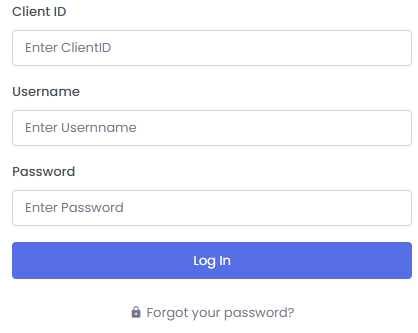 Client ID
Enter ClientID
Username
Enter Usernname
Password
Enter Password
Log In
Forgot your password?